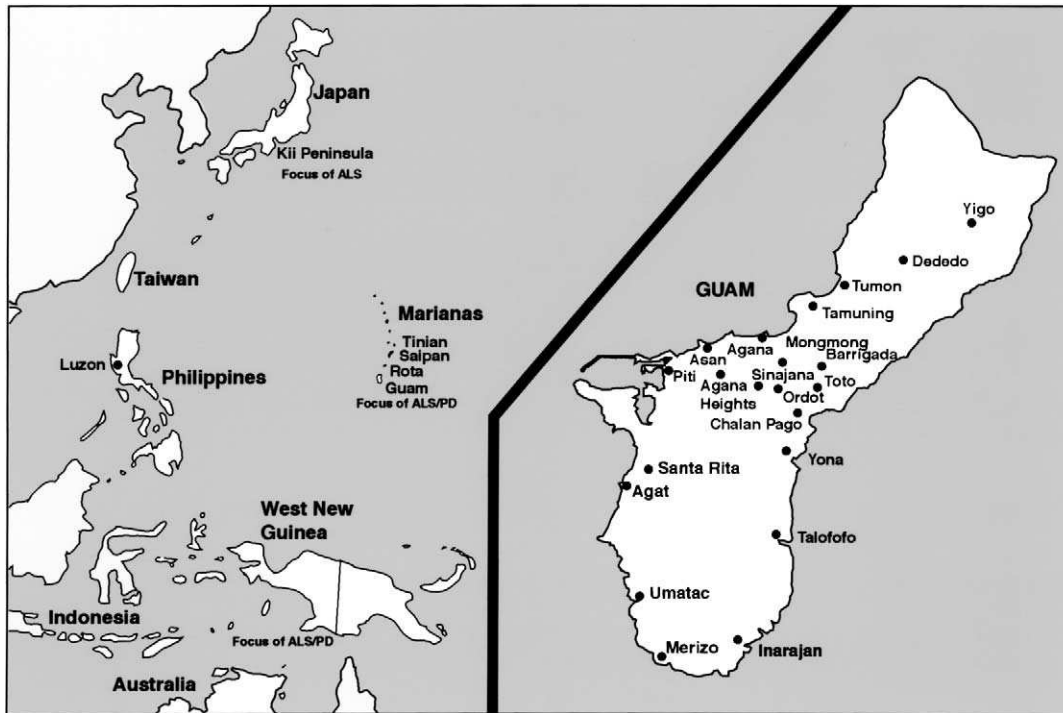 Japan
Kii Peninsula
Focus of ALS
Taiwan
Marianas
Tinian
Saipan
Rota
Guam
Focus of ALS/PD
Luzon
Philippines
West New
Guinea
Indonesia
Focus of ALS/PD
Australia
GUAM
Yigo
Dededo
Tumon
Tamuning
Agana
Mongmong
Asan
Barrigada
Piti
Agana
Heights
Sinajana
Toto
Ordot
Chalan Pago
Yona
Santa Rita
Agat
Talofofo
Umatac
Merizo
Inarajan